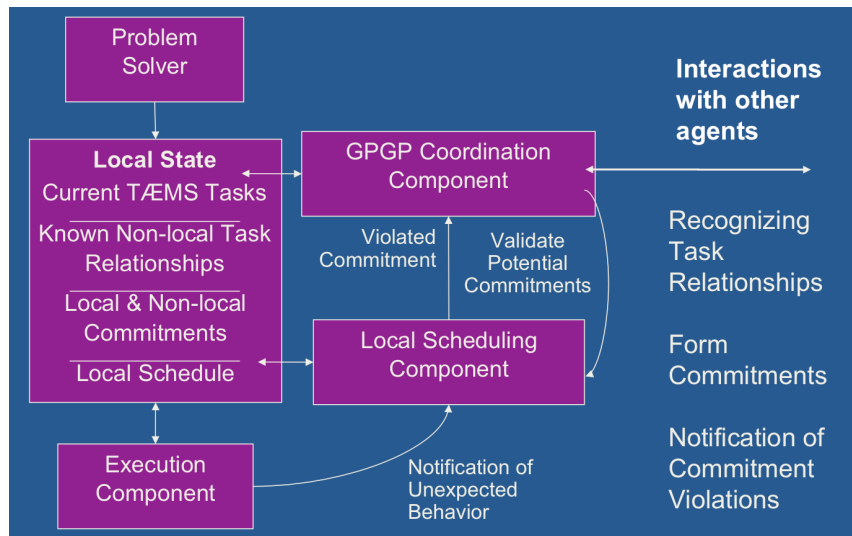 Problem
Solver
Local State
Current TÆMS Tasks
Known Non-local Task
Relationships
Local & Non-local
Commitments
Local Schedule
Execution
Component
GPGP Coordination
Component
Violated
Commitment
Validate
Potential
Commitments
Local Scheduling
Component
Notification of
Unexpected
Behavior
Interactions
with other
agents
Recognizing
Task
Relationships
Form
Commitments
Notification of
Commitment
Violations